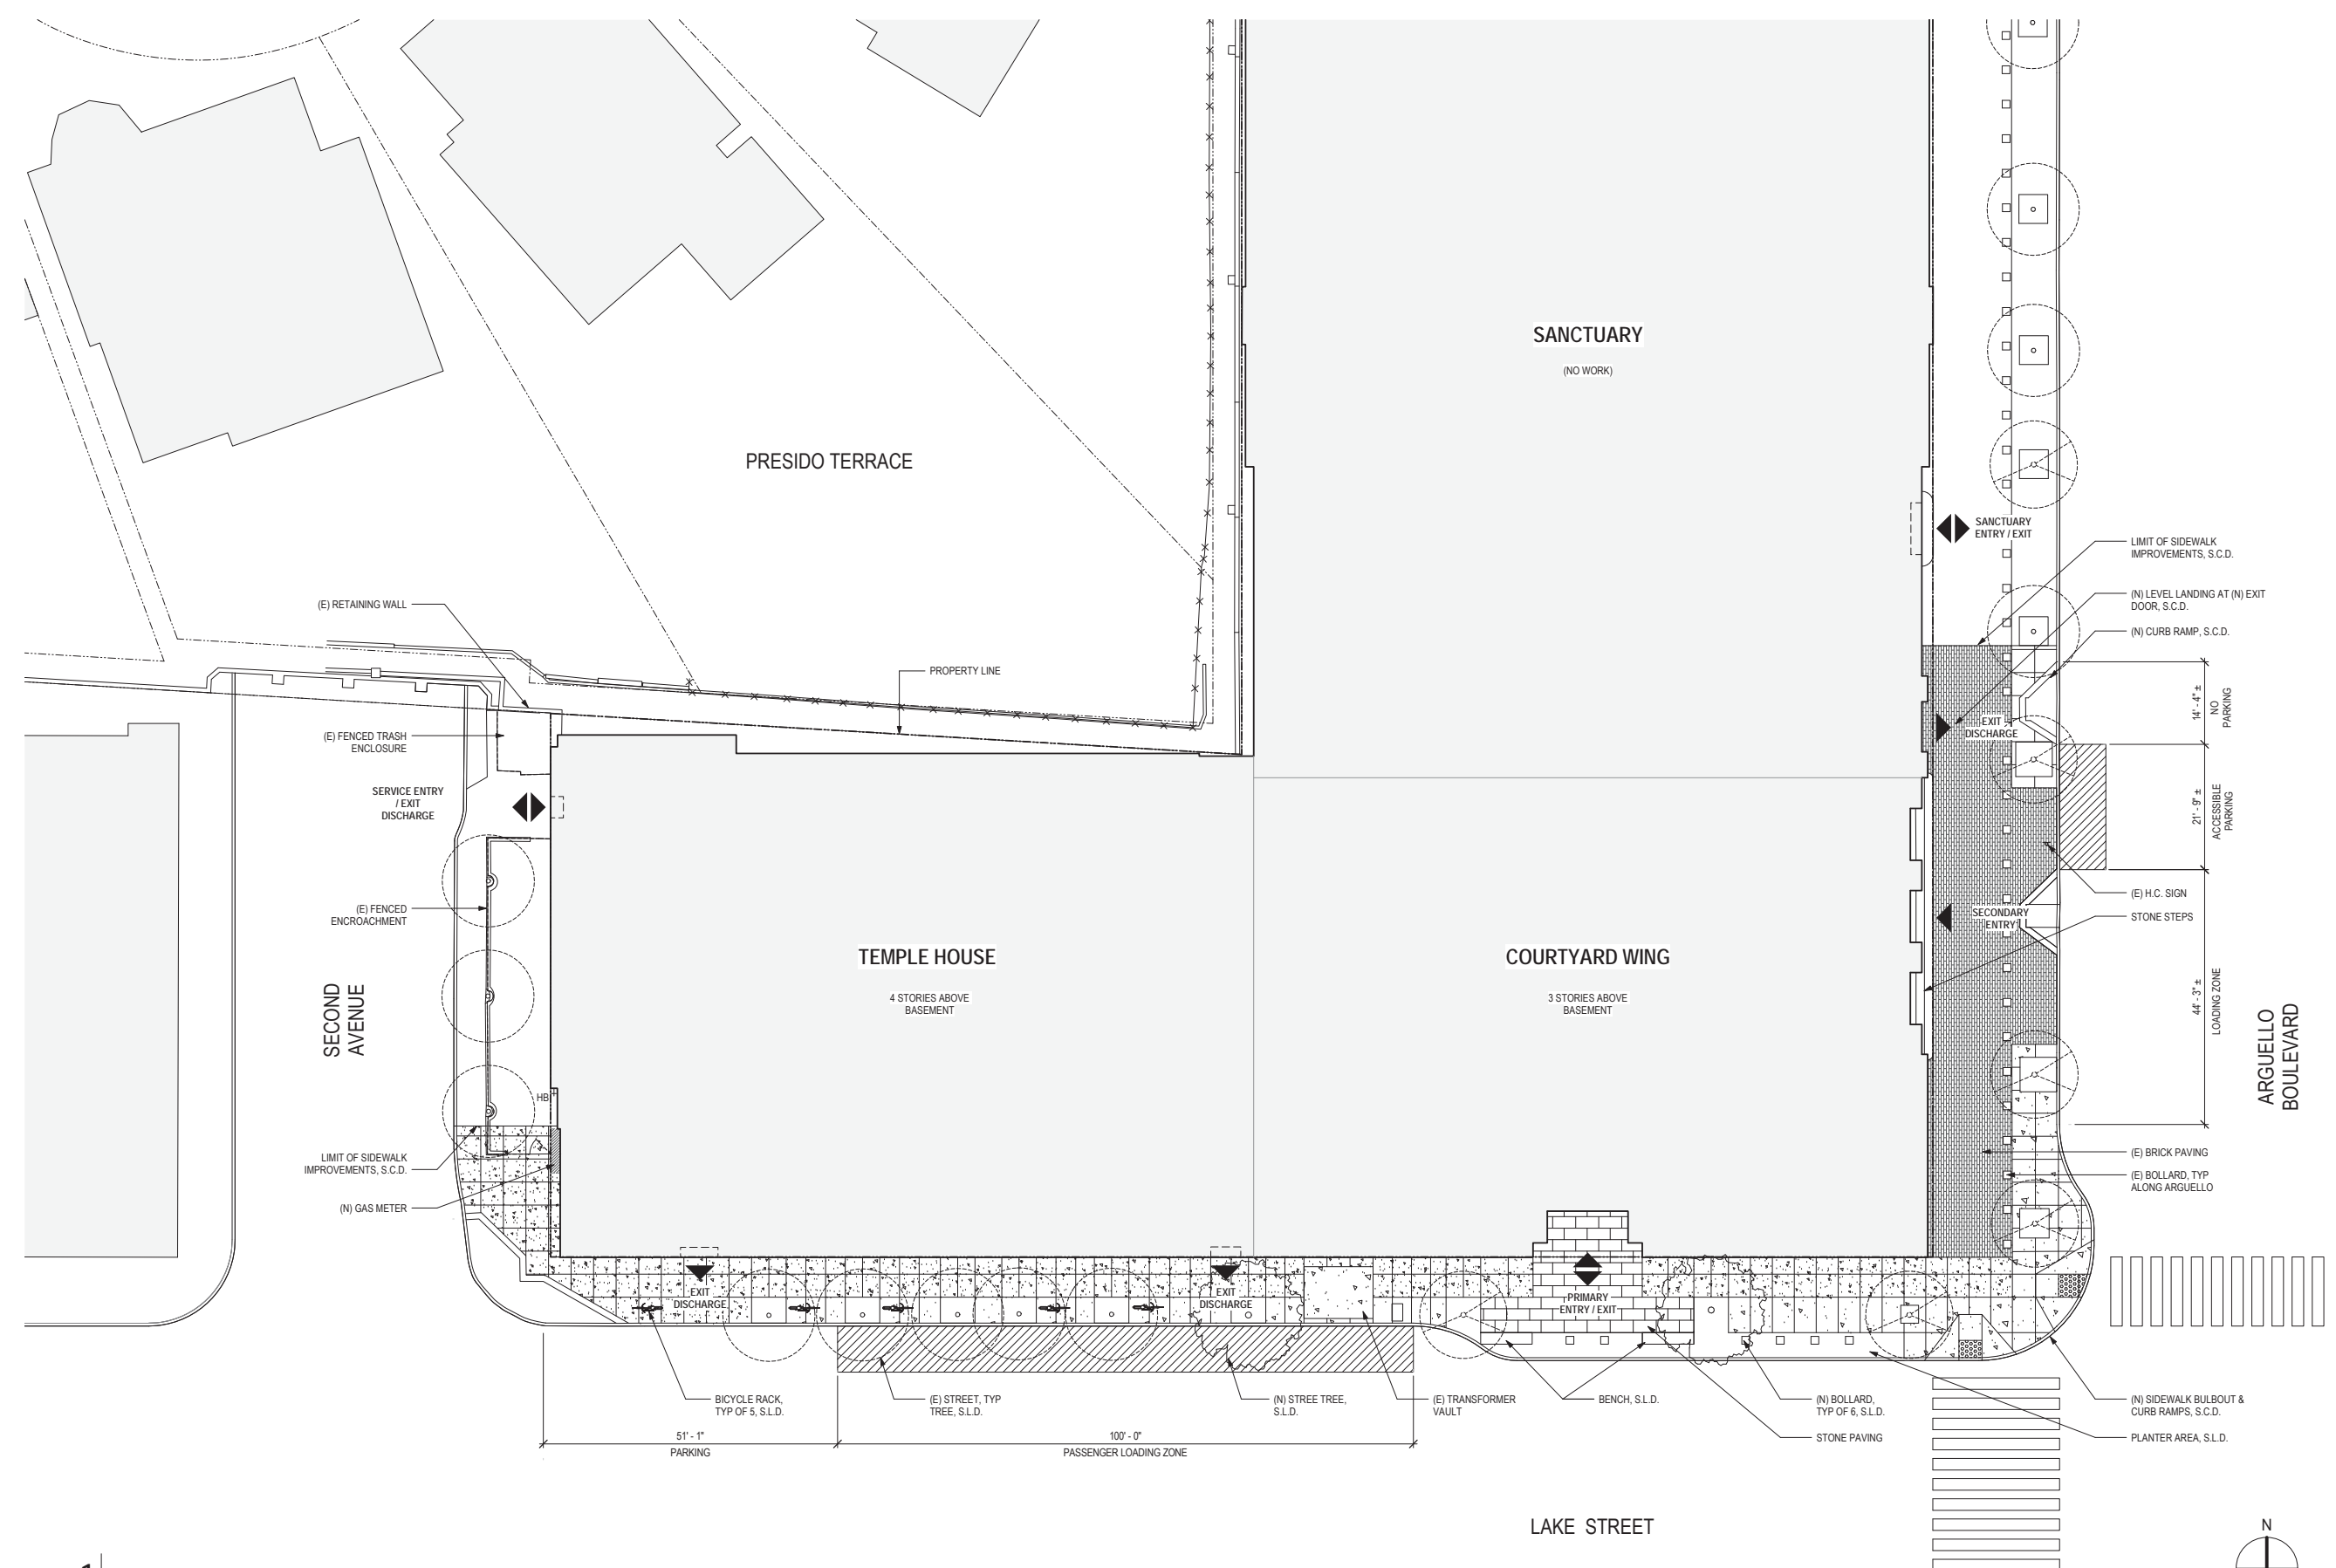 SANCTUARY
(NO WORK)
PRESIDO TERRACE
SANCTUARY
ENTRY / EXIT
LIMIT OF SIDEWALK
IMPROVEMENTS, S.C.D.
(N) LEVEL LANDING AT (N) EXIT
DOOR, S.C.D.
(N) CURB RAMP, S.C.D.
(E) RETAINING WALL
PROPERTY LINE
14' - 4" ±
NO
PARKING
EXIT
DISCHARGE
(E) FENCED TRASH
ENCLOSURE
SERVICE ENTRY
/ EXIT
DISCHARGE
21' - 9" ±
ACCESSIBLE
PARKING
(E) H.C. SIGN
STONE STEPS
SECONDARY
ENTRY
(E) FENCED
ENCROACHMENT
TEMPLE HOUSE
4 STORIES ABOVE
BASEMENT
COURTYARD WING
3 STORIES ABOVE
BASEMENT
SECOND
AVENUE
44' - 3" ±
LOADING ZONE
ARGUELLO
BOULEVARD
HB
LIMIT OF SIDEWALK
IMPROVEMENTS, S.C.D.
(N) GAS METER
(E) BRICK PAVING
(E) BOLLARD, TYP
ALONG ARGUELLO
EXIT
DISCHARGE
EXIT
DISCHARGE
PRIMARY
ENTRY / EXIT
BICYCLE RACK,
TYP OF 5, S.L.D.
(E) STREET, TYP
TREE, S.L.D.
(N) STREE TREE,
S.L.D.
(E) TRANSFORMER
VAULT
BENCH, S.L.D.
(N) BOLLARD,
TYP OF 6, S.L.D.
(N) SIDEWALK BULBOUT &
CURB RAMPS, S.C.D.
STONE PAVING
PLANTER AREA, S.L.D.
51' - 1"
PARKING
100' - 0"
PASSENGER LOADING ZONE
LAKE STREET
N